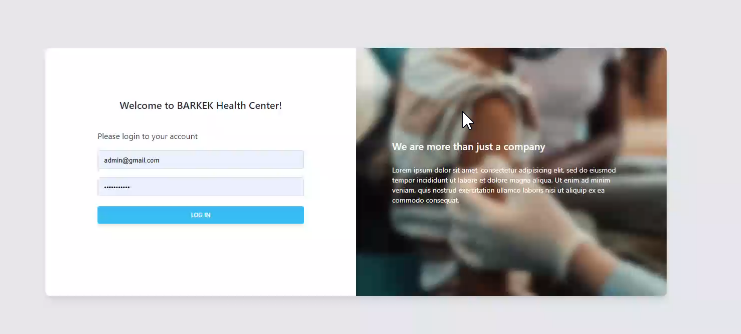 Welcome to BARKEK Health Center!
Please login to your account
admin@gmail.com
••••••••••••
LOG IN
We are more than just a company
Lorem ipsum dolor sit amet, consectetur adipisicing elit, sed do eiusmod
tempor incididunt ut labore et dolore magna aliqua. Ut enim ad minim
veniam, quis nostrud exercitation ullamco laboris nisi ut aliquip ex ea
commodo consequat.